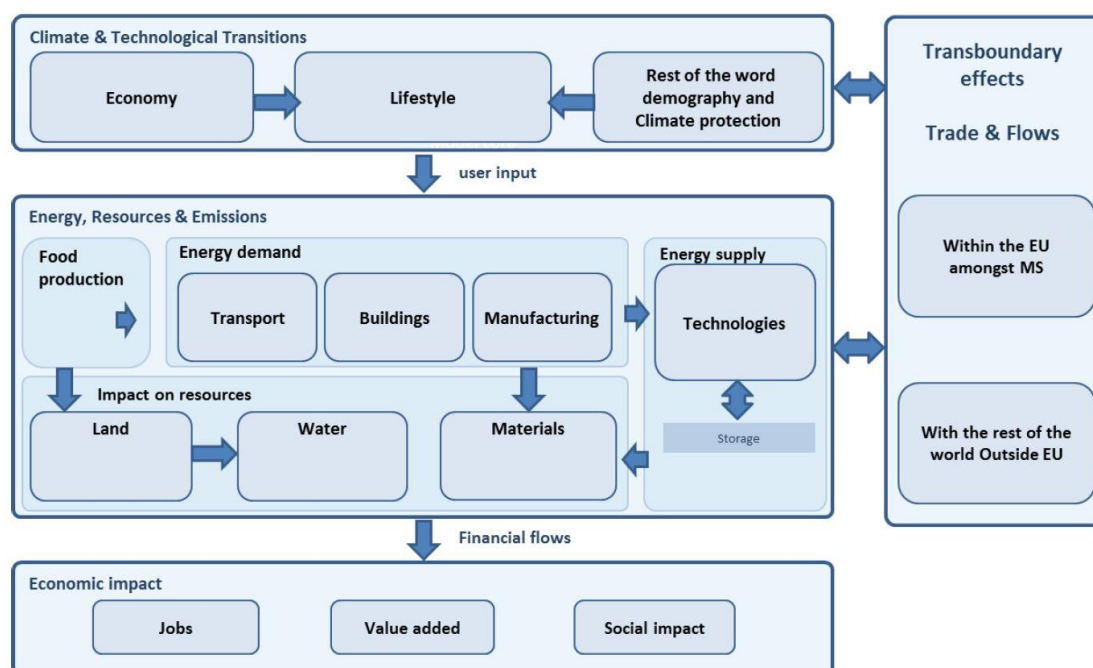 Climate & Technological Transitions
Economy
Lifestyle
Rest of the word
demography and
Climate protection
user input
Energy, Resources & Emissions
Food
production
Energy demand
Transport
Buildings
Manufacturing
Energy supply
Technologies
Storage
Impact on resources
Land
Water
Materials
Financial flows
Economic impact
Jobs
Value added
Social impact
Transboundary
effects
Trade & Flows
Within the EU
amongst MS
With the rest of the
world Outside EU